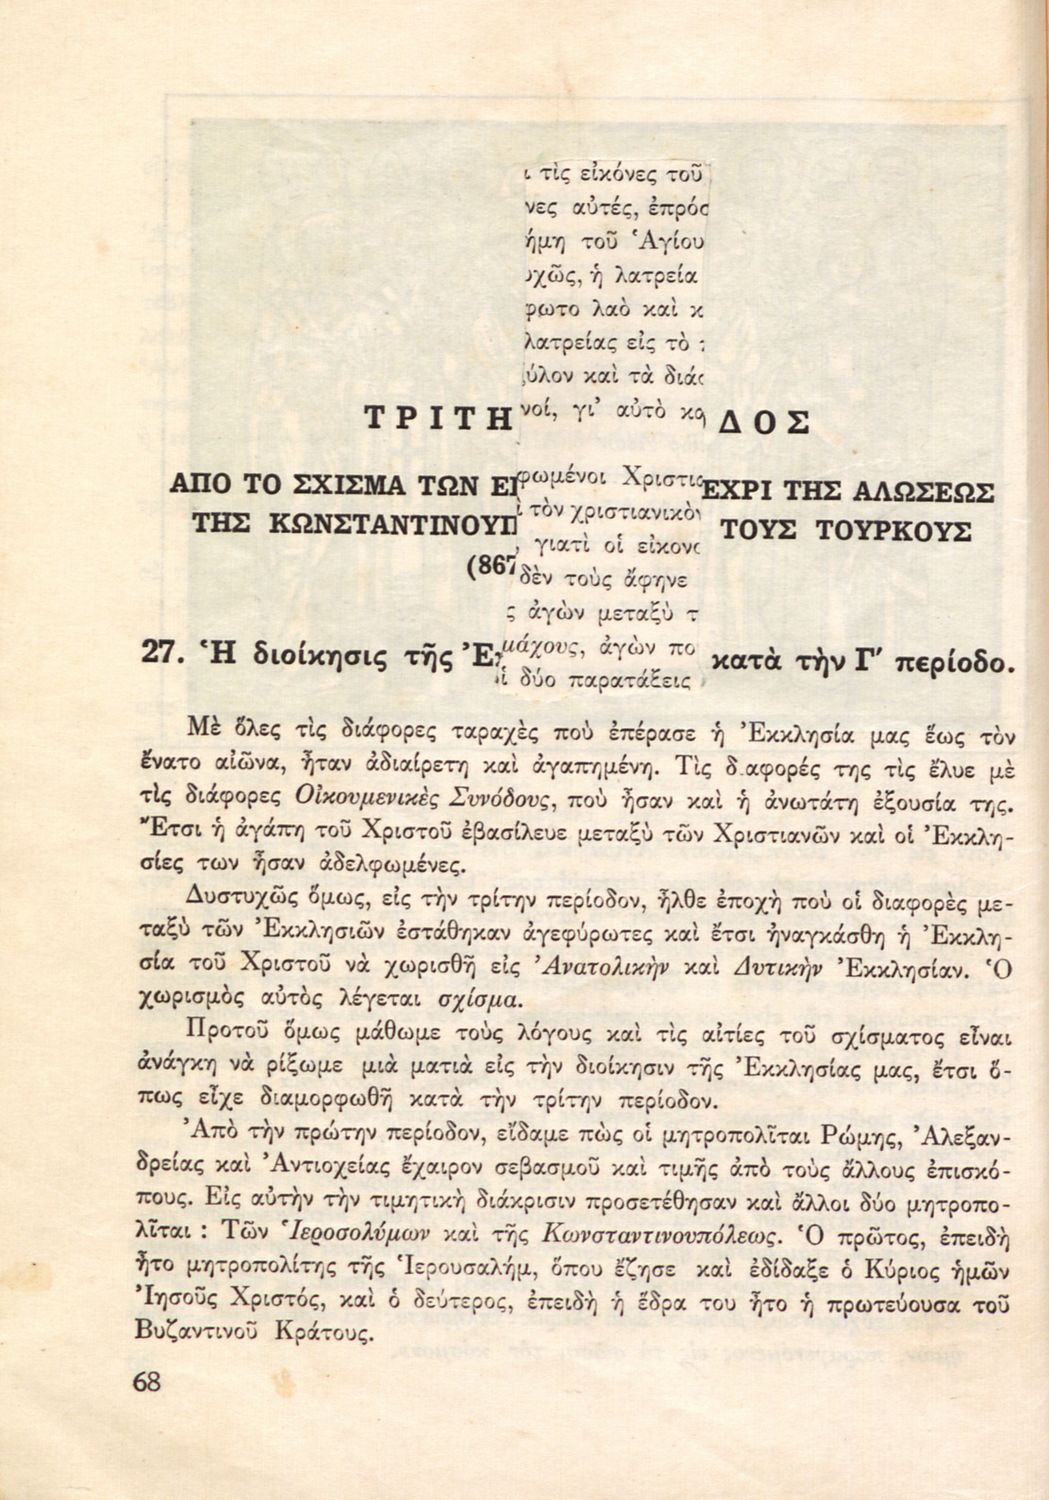 ι τὶς εἰκόνες τοῦ
νες αὐτές, ἐπρόσ
ήμη τοῦ Ἁγίου
υχῶς, ἡ λατρεία
φωτο λαὸ καὶ κ
λατρείας εἰς τὸ
ύλον καὶ τὰ διάφ
ΤΡΙΤΗ νοί, γι' αὐτὸ κα ΔΟΣ
φωμένοι Χριστια
ΑΠΟ ΤΟ ΣΧΙΣΜΑ ΤΩΝ ΕΚ ΕΧΡΙ ΤΗΣ ΑΛΩΣΕΩΣ
ὶ τὸν χριστιανικὸν
ΤΗΣ ΚΩΝΣΤΑΝΤΙΝΟΥΠ ΤΟΥΣ ΤΟΥΡΚΟΥΣ
, γιατὶ οἱ εἰκονο
(867 δὲν τοὺς ἄφηνε
ς ἀγὼν μεταξὺ τ
27. Ἡ διοίκησις τῆς Ἐκ μάχους, ἀγὼν πο κατὰ τὴν Γ' περίοδο.
ἱ δύο παρατάξεις
Μὲ ὅλες τὶς διάφορες ταραχὲς ποὺ ἐπέρασε ἡ Ἐκκλησία μας ἕως τὸν
ἔνατο αἰῶνα, ἦταν ἀδιαίρετη καὶ ἀγαπημένη. Τὶς δ.αφορές της τὶς ἔλυε μὲ
τὶς διάφορες Οἰκουμενικὲς Συνόδους, ποὺ ἦσαν καὶ ἡ ἀνωτάτη ἐξουσία της.
Ἔτσι ἡ ἀγάπη τοῦ Χριστοῦ ἐβασίλευε μεταξὺ τῶν Χριστιανῶν καὶ οἱ Ἐκκλη-
σίες των ἦσαν ἀδελφωμένες.
Δυστυχῶς ὅμως, εἰς τὴν τρίτην περίοδον, ἦλθε ἐποχὴ ποὺ οἱ διαφορὲς με-
ταξὺ τῶν Ἐκκλησιῶν ἐστάθηκαν ἀγεφύρωτες καὶ ἔτσι ἠναγκάσθη ἡ Ἐκκλη-
σία τοῦ Χριστοῦ νὰ χωρισθῆ εἰς Ἀνατολικὴν καὶ Δυτικὴν Ἐκκλησίαν. Ὁ
χωρισμὸς αὐτὸς λέγεται σχίσμα.
Προτοῦ ὅμως μάθωμε τοὺς λόγους καὶ τὶς αἰτίες τοῦ σχίσματος εἶναι
ἀνάγκη νὰ ρίξωμε μιὰ ματιὰ εἰς τὴν διοίκησιν τῆς Ἐκκλησίας μας, ἔτσι ὅ-
πως εἶχε διαμορφωθῆ κατὰ τὴν τρίτην περίοδον.
Ἀπὸ τὴν πρώτην περίοδον, εἴδαμε πὼς οἱ μητροπολῖται Ρώμης, Ἀλεξαν-
δρείας καὶ Ἀντιοχείας ἔχαιρον σεβασμοῦ καὶ τιμῆς ἀπὸ τοὺς ἄλλους ἐπισκό-
πους. Εἰς αὐτὴν τὴν τιμητικὴ διάκρισιν προσετέθησαν καὶ ἄλλοι δύο μητροπο-
λῖται : Τῶν Ἱεροσολύμων καὶ τῆς Κωνσταντινουπόλεως. Ὁ πρῶτος, ἐπειδὴ
ἦτο μητροπολίτης τῆς Ἱερουσαλήμ, ὅπου ἔζησε καὶ ἐδίδαξε ὁ Κύριος ἡμῶν
Ἰησοῦς Χριστός, καὶ ὁ δεύτερος, ἐπειδὴ ἡ ἕδρα του ἦτο ἡ πρωτεύουσα τοῦ
Βυζαντινοῦ Κράτους.
68